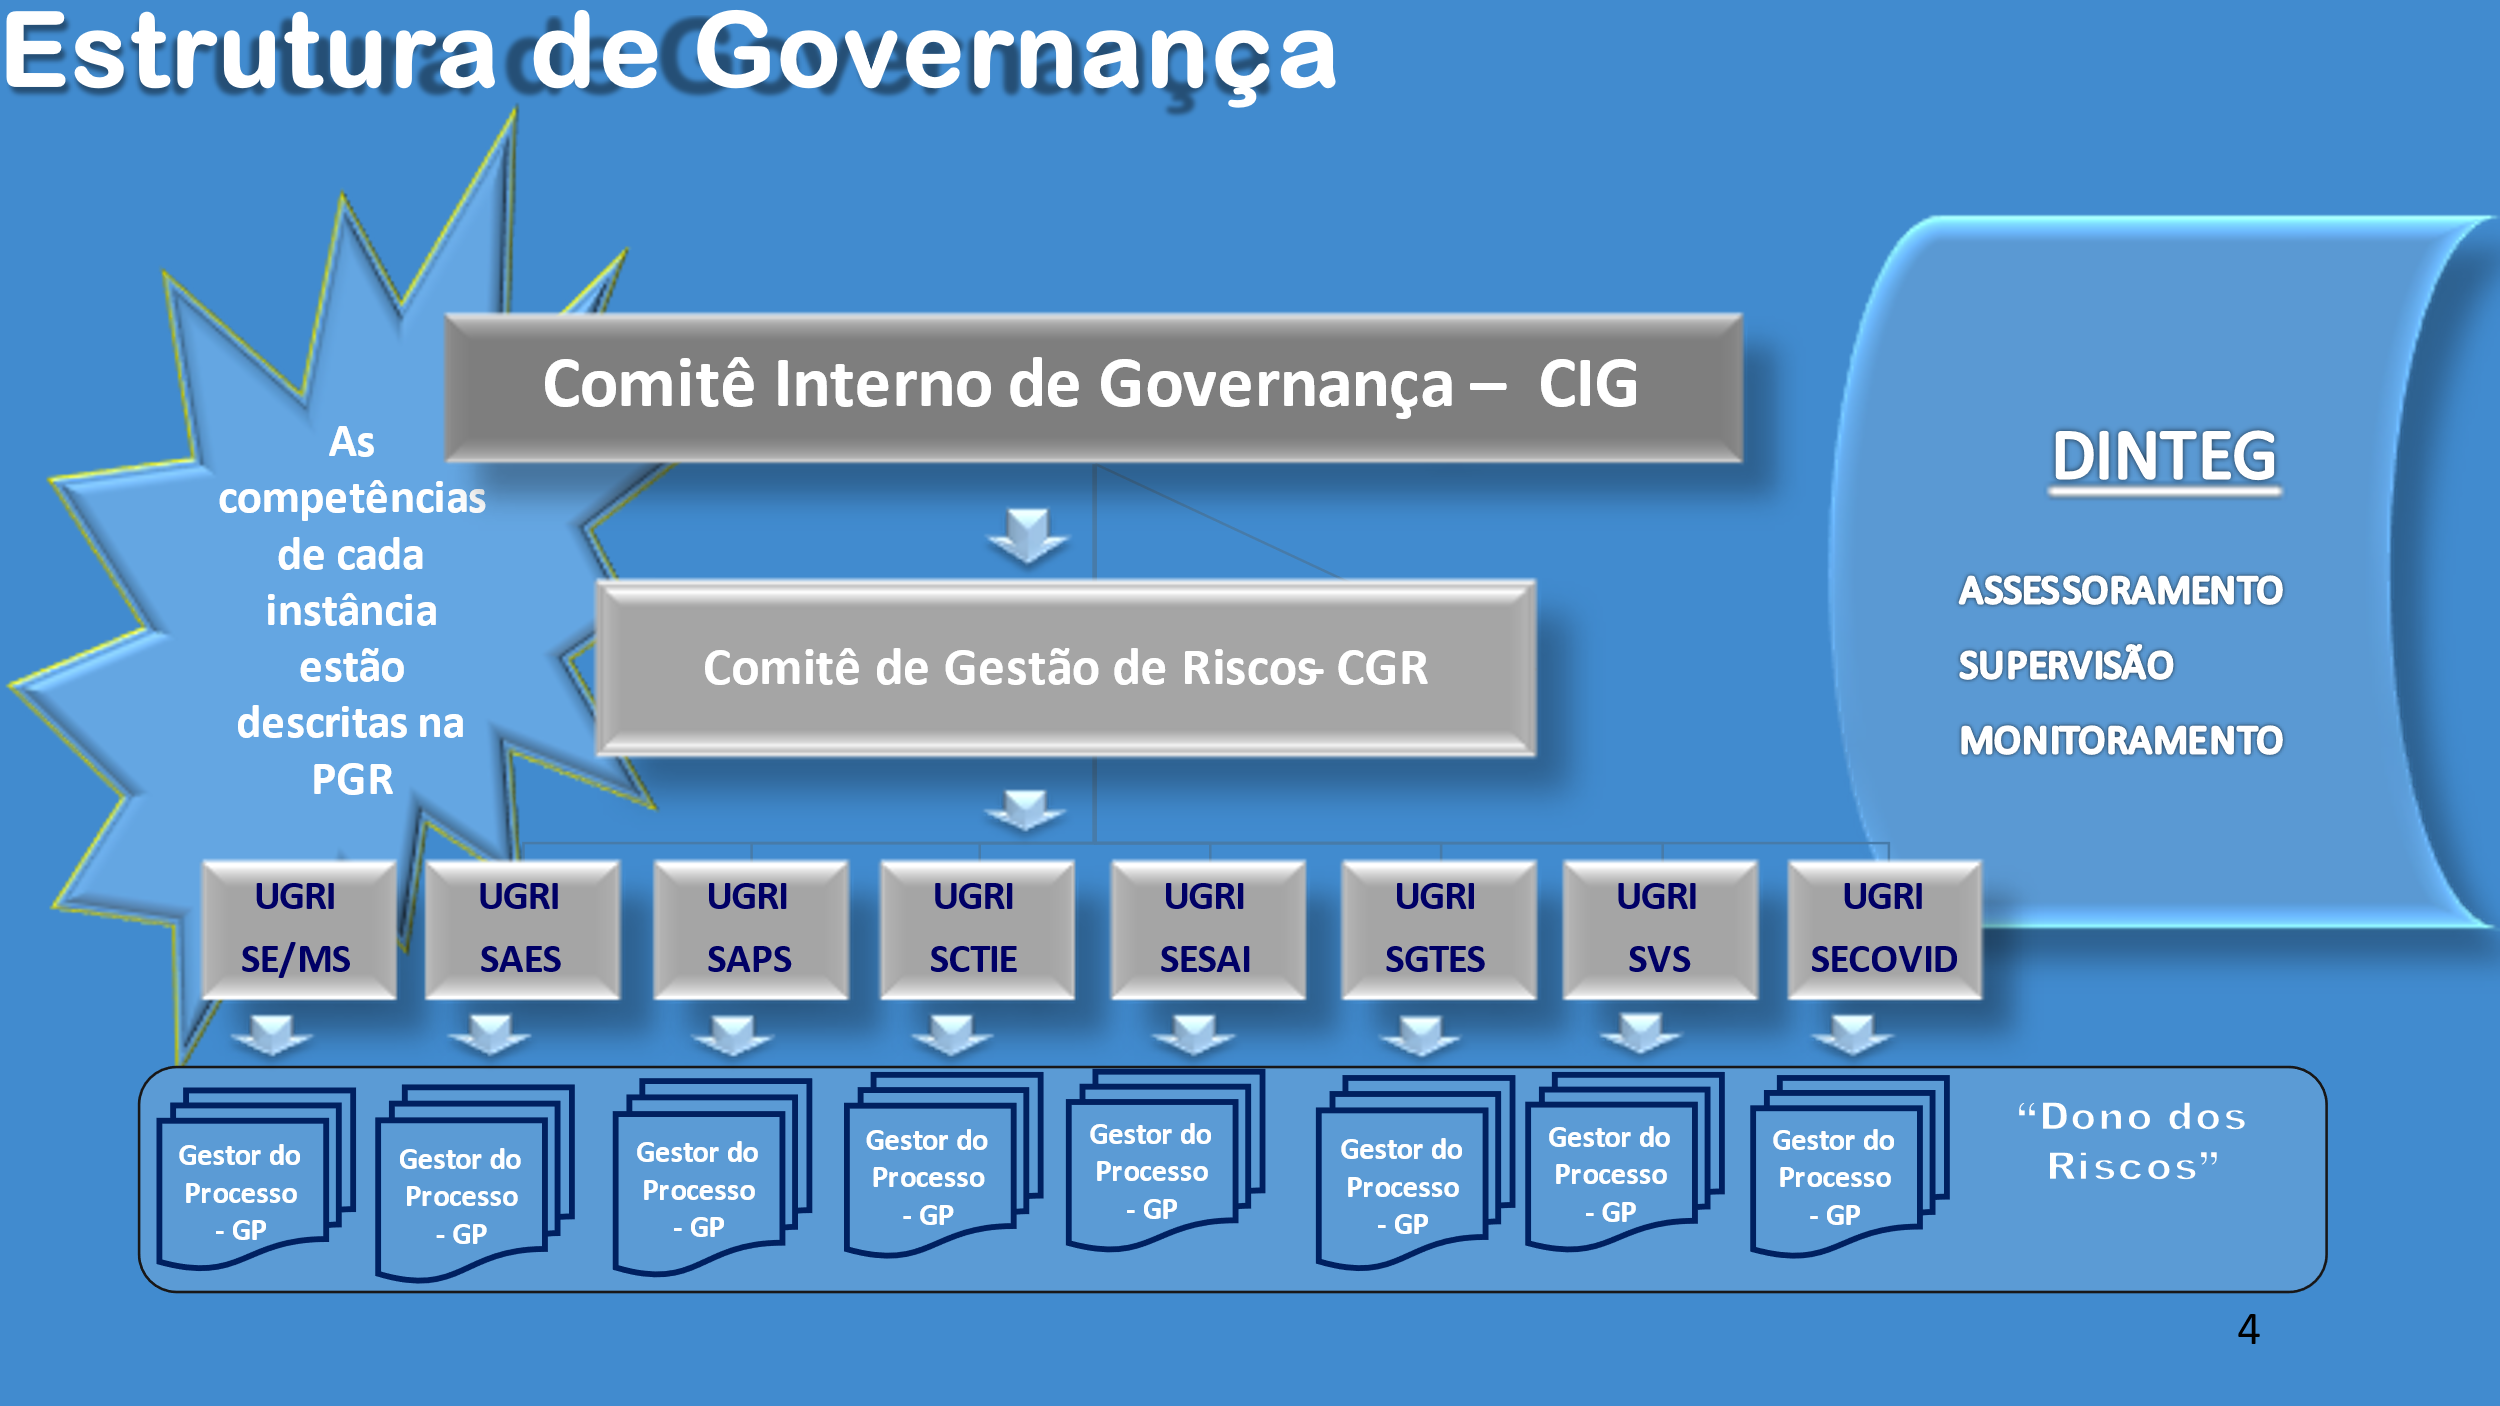 Estrutura de Governança
As
competências
de cada
instância
estão
descritas na
PGR
Comitê Interno de Governança – CIG
Comitê de Gestão de Riscos- CGR
DINTEG
ASSESSORAMENTO
SUPERVISÃO
MONITORAMENTO
UGRI
SE/MS
UGRI
SAES
UGRI
SAPS
UGRI
SCTIE
UGRI
SESAI
UGRI
SGTES
UGRI
SVS
UGRI
SECOVID
Gestor do
Processo
- GP
Gestor do
Processo
- GP
Gestor do
Processo
- GP
Gestor do
Processo
- GP
Gestor do
Processo
- GP
Gestor do
Processo
- GP
Gestor do
Processo
- GP
Gestor do
Processo
- GP
“Dono dos
Riscos”
4